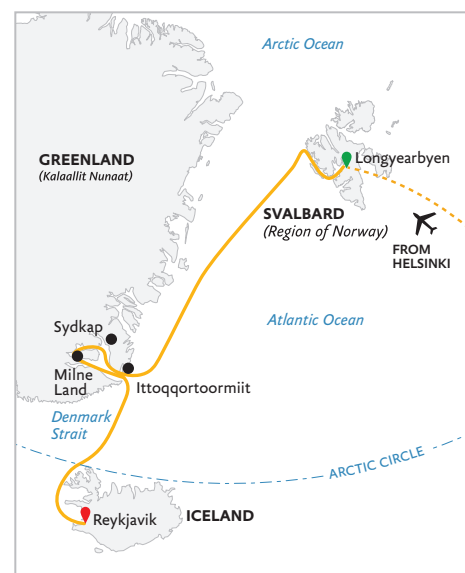 Arctic Ocean
GREENLAND
(Kalaallit Nunaat)
Longyearbyen
SVALBARD
(Region of Norway)
FROM
HELSINKI
Atlantic Ocean
Sydkap
Milne
Land
Ittoqqortoormiit
Denmark
Strait
ARCTIC CIRCLE
Reykjavik
ICELAND